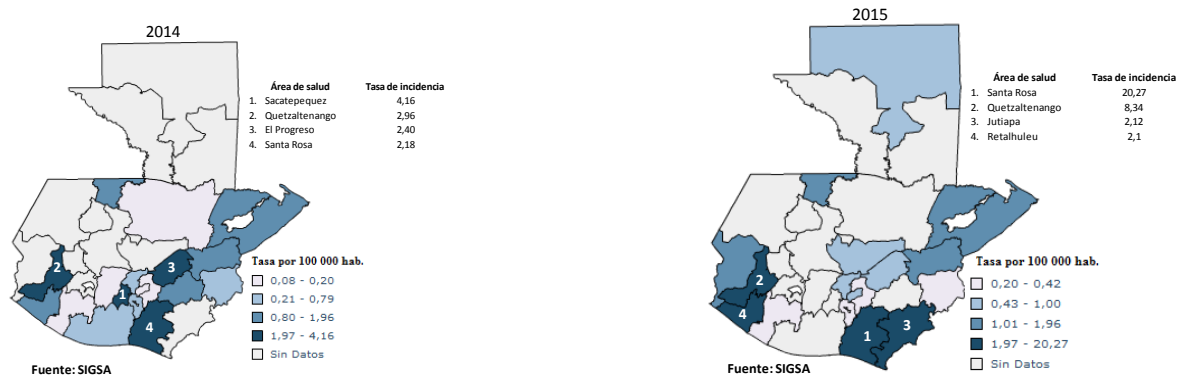 2014
Área de salud Tasa de incidencia
1. Sacatepequez 4,16
2. Quetzaltenango 2,96
3. El Progreso 2,40
4. Santa Rosa 2,18
2
3
1
4
Tasa por 100 000 hab.
0,08 - 0,20
0,21 - 0,79
0,80 - 1,96
1,97 - 4,16
Sin Datos
Fuente: SIGSA
2015
Área de salud Tasa de incidencia
1. Santa Rosa 20,27
2. Quetzaltenango 8,34
3. Jutiapa 2,12
4. Retalhuleu 2,1
2
4
1
3
Tasa por 100 000 hab.
0,20 - 0,42
0,43 - 1,00
1,01 - 1,96
1,97 - 20,27
Sin Datos
Fuente: SIGSA